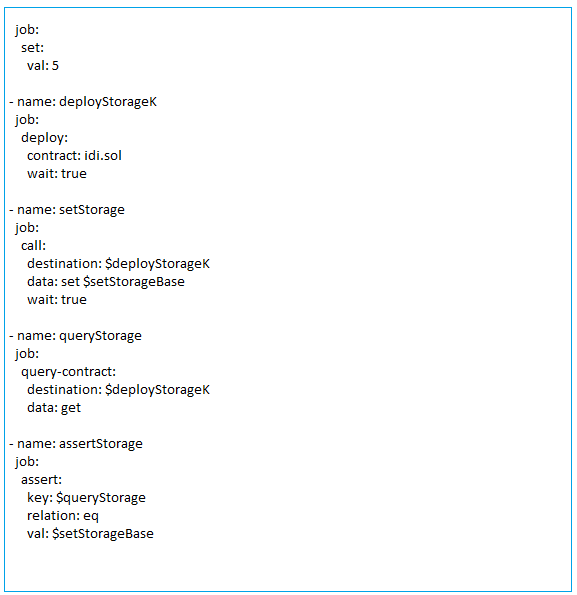 job:
set:
val: 5
- name: deployStorageK
job:
deploy:
contract: idi.sol
wait: true
- name: setStorage
job:
call:
destination: $deployStorageK
data: set $setStorageBase
wait: true
- name: queryStorage
job:
query-contract:
destination: $deployStorageK
data: get
- name: assertStorage
job:
assert:
key: $queryStorage
relation: eq
val: $setStorageBase